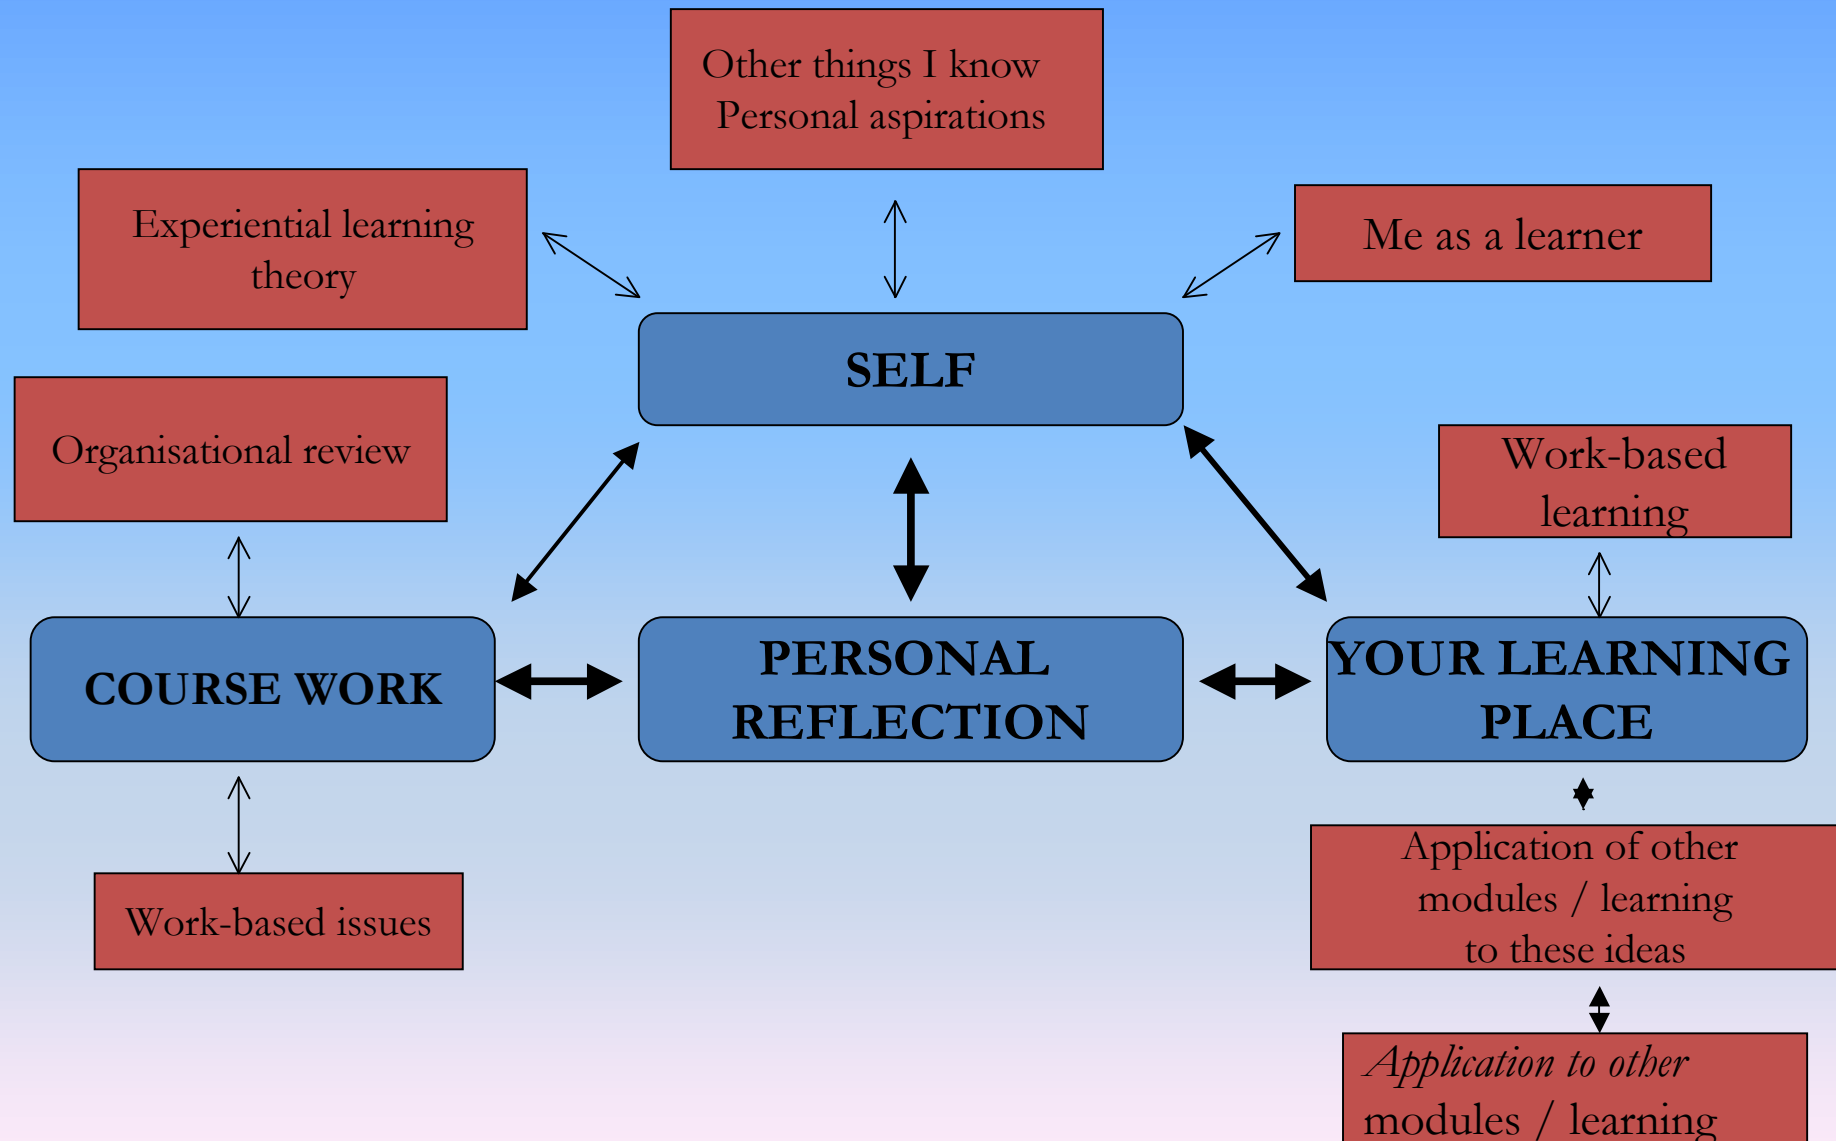 Other things I know
Personal aspirations
Experiential learning
theory
Me as a learner
SELF
Organisational review
Work-based
learning
COURSE WORK
PERSONAL
REFLECTION
YOUR LEARNING
PLACE
Work-based issues
Application of other
modules / learning
to these ideas
Application to other
modules / learning